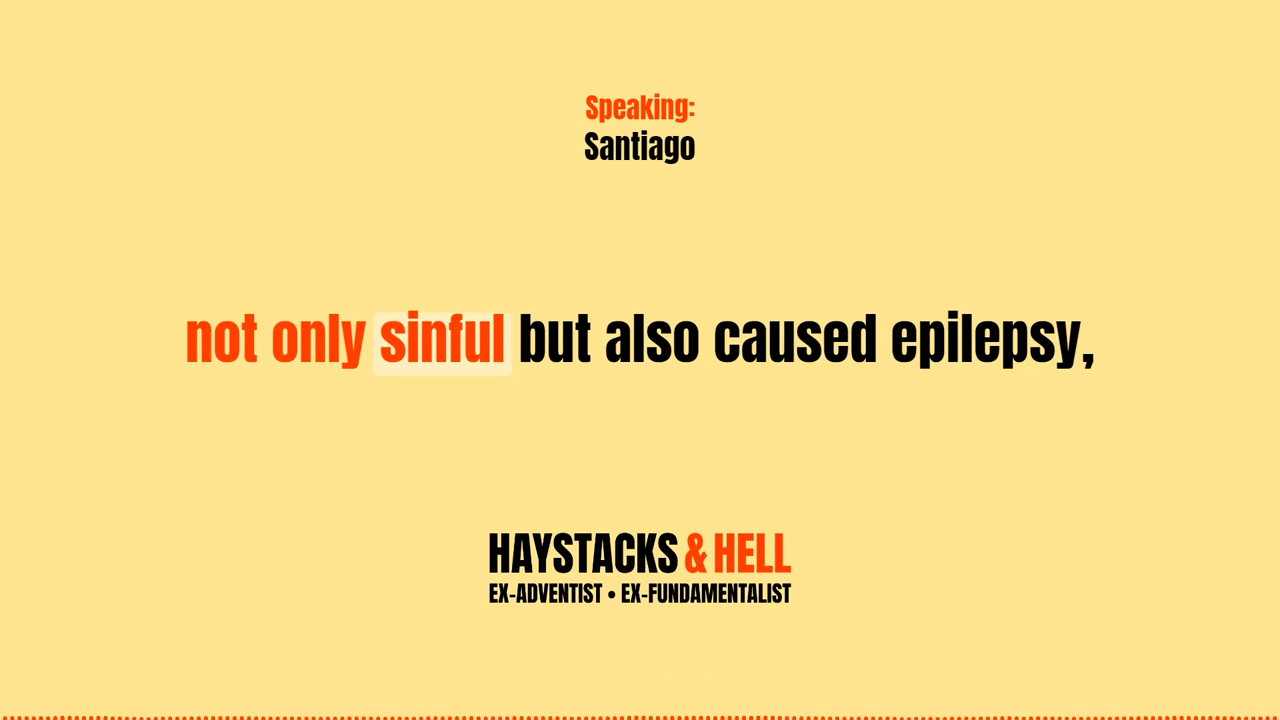 Speaking:
Santiago
not only sinful but also caused epilepsy,
HAYSTACKS & HELL
EX-ADVENTIST • EX-FUNDAMENTALIST